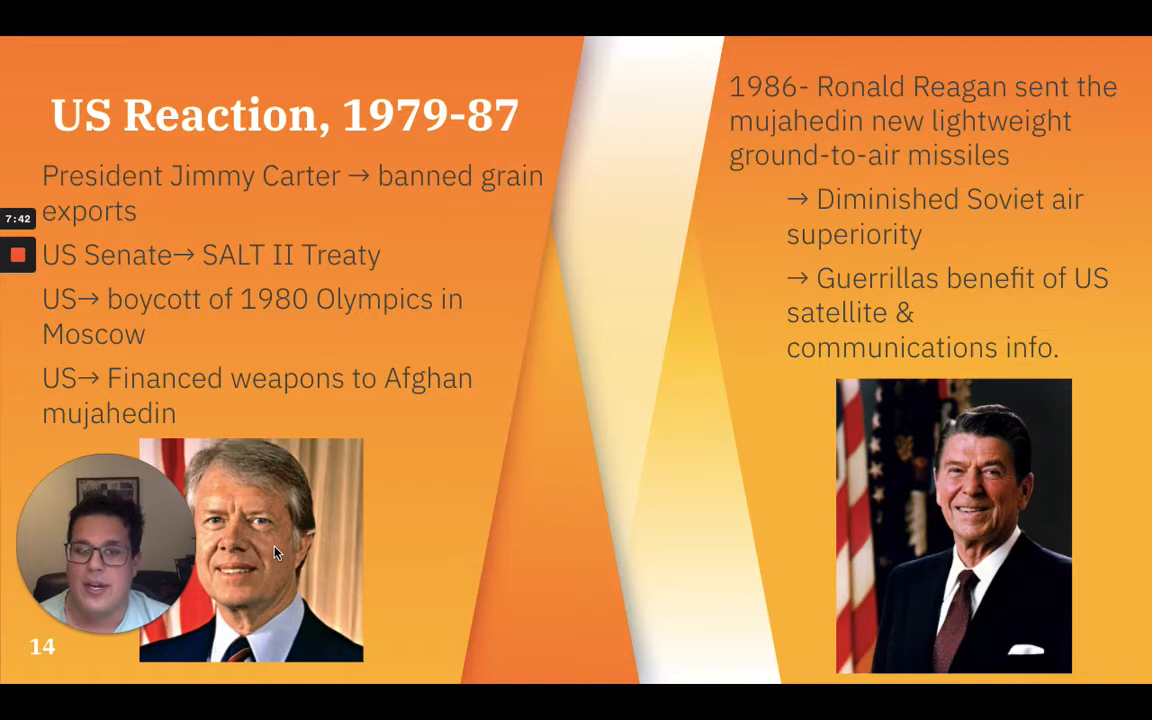 US Reaction, 1979-87
President Jimmy Carter → banned grain
exports
US Senate→ SALT II Treaty
US→ boycott of 1980 Olympics in
Moscow
US→ Financed weapons to Afghan
mujahedin
1986- Ronald Reagan sent the
mujahedin new lightweight
ground-to-air missiles
→ Diminished Soviet air
superiority
→ Guerrillas benefit of US
satellite &
communications info.
7:42
14